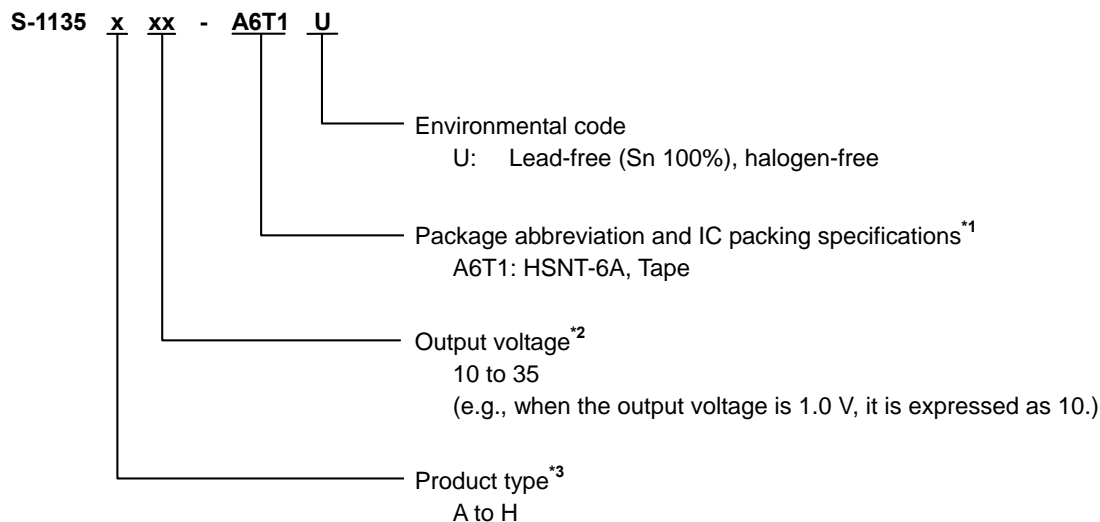 S-1135 x xx - A6T1 U
Environmental code
U: Lead-free (Sn 100%), halogen-free
Package abbreviation and IC packing specifications*1
A6T1: HSNT-6A, Tape
Output voltage*2
10 to 35
(e.g., when the output voltage is 1.0 V, it is expressed as 10.)
Product type*3
A to H